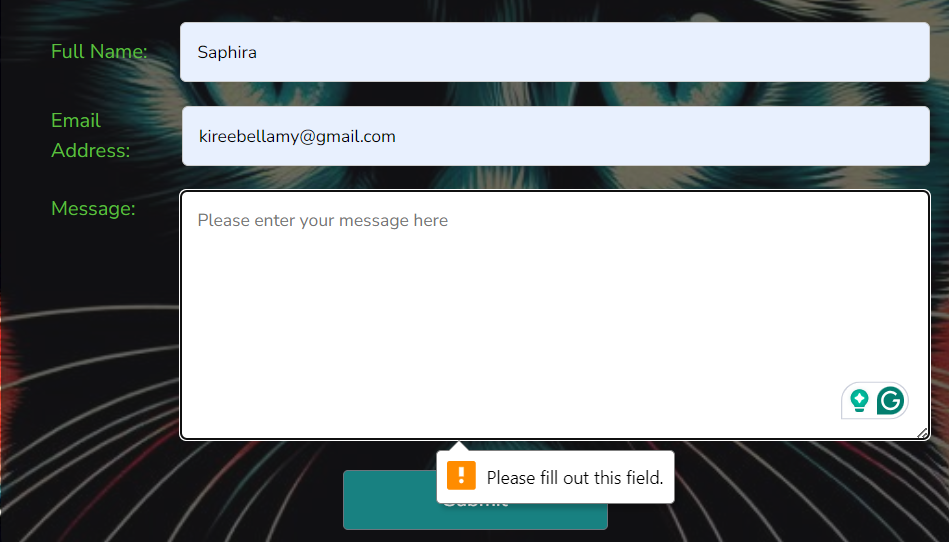 Full Name:
Saphira
Email
Address:
kireebellamy@gmail.com
Message:
Please enter your message here
Please fill out this field.
Submit